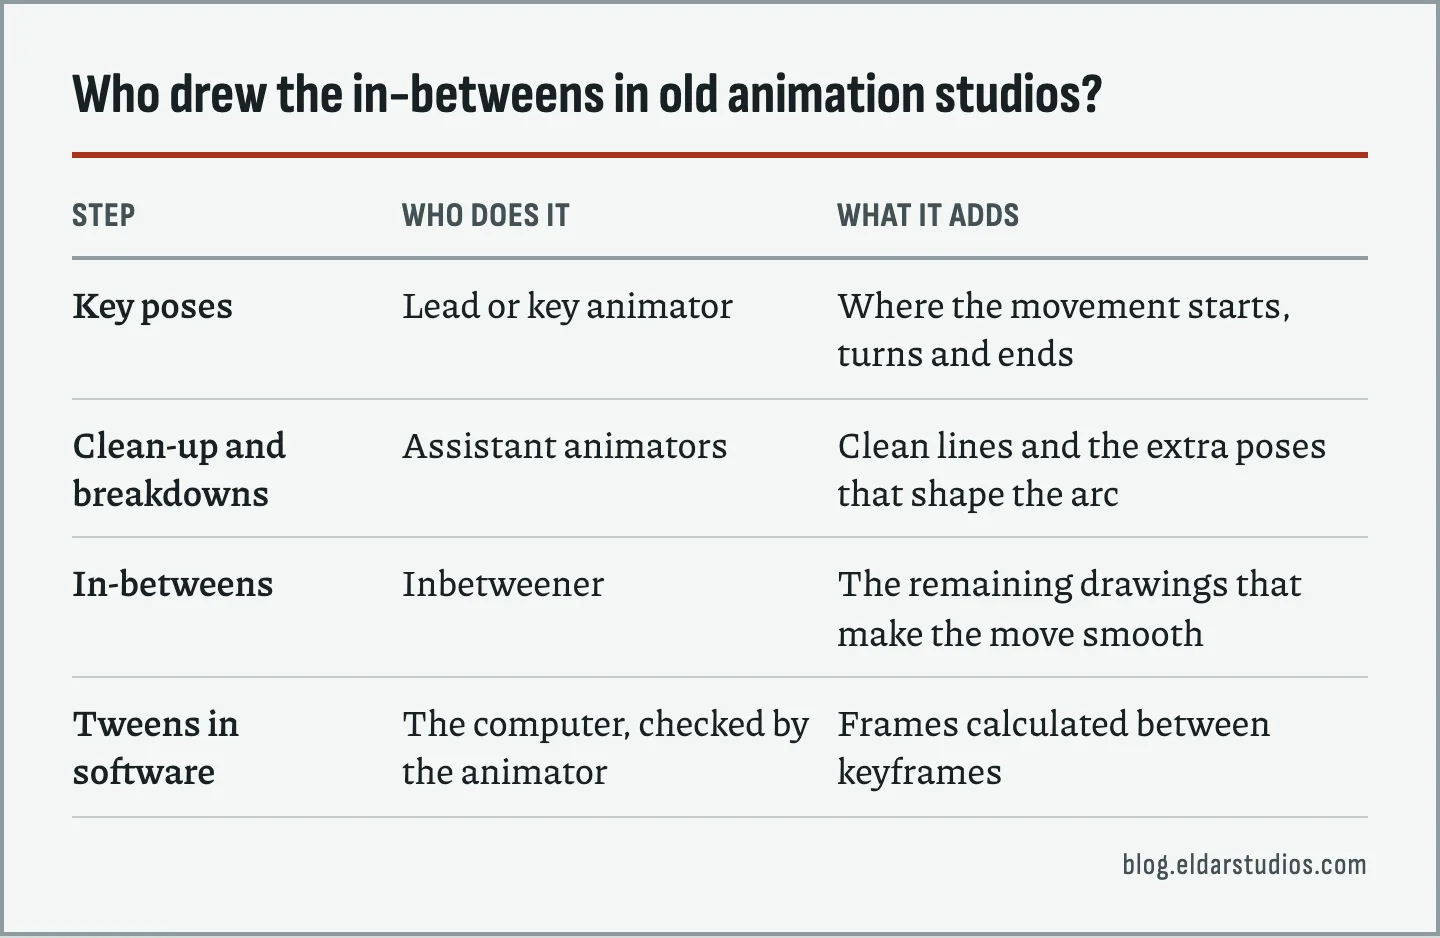 Who drew the in-betweens in old animation studios?
STEP
WHO DOES IT
WHAT IT ADDS
Key poses
Lead or key animator
Where the movement starts,
turns and ends
Clean-up and
breakdowns
Assistant animators
Clean lines and the extra poses
that shape the arc
In-betweens
Inbetweener
The remaining drawings that
make the move smooth
Tweens in
software
The computer, checked by
the animator
Frames calculated between
keyframes
blog.eldarstudios.com